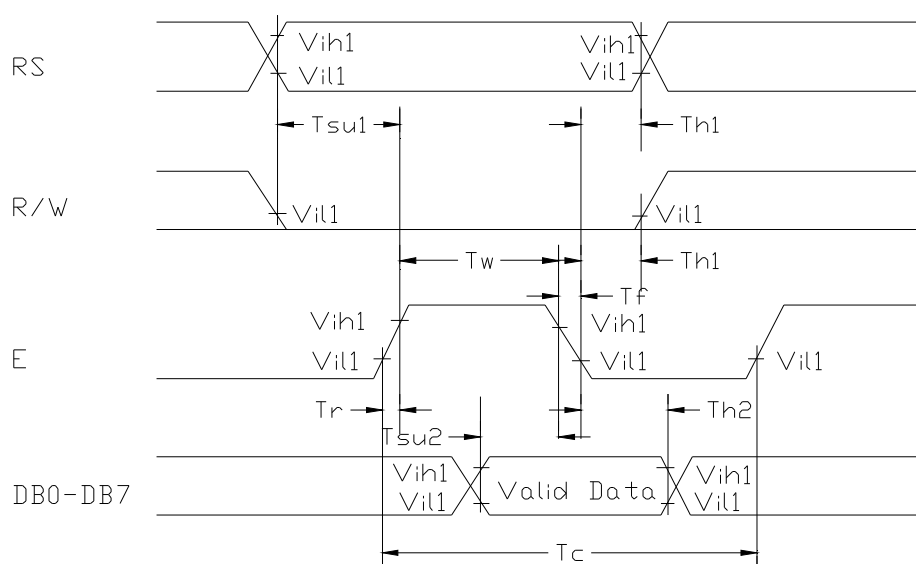 Vih1 Vih1
RS
Vil1 Vil1
Tsu1 Th1
R/W Vil1 Vil1
Tw Th1
Tf
Vih1 Vih1
E Vil1 Vil1 Vil1
Tr Th2
Tsu2
Vih1 Vih1
DB0-DB7 Valid Data
Vil1 Vil1
Tc